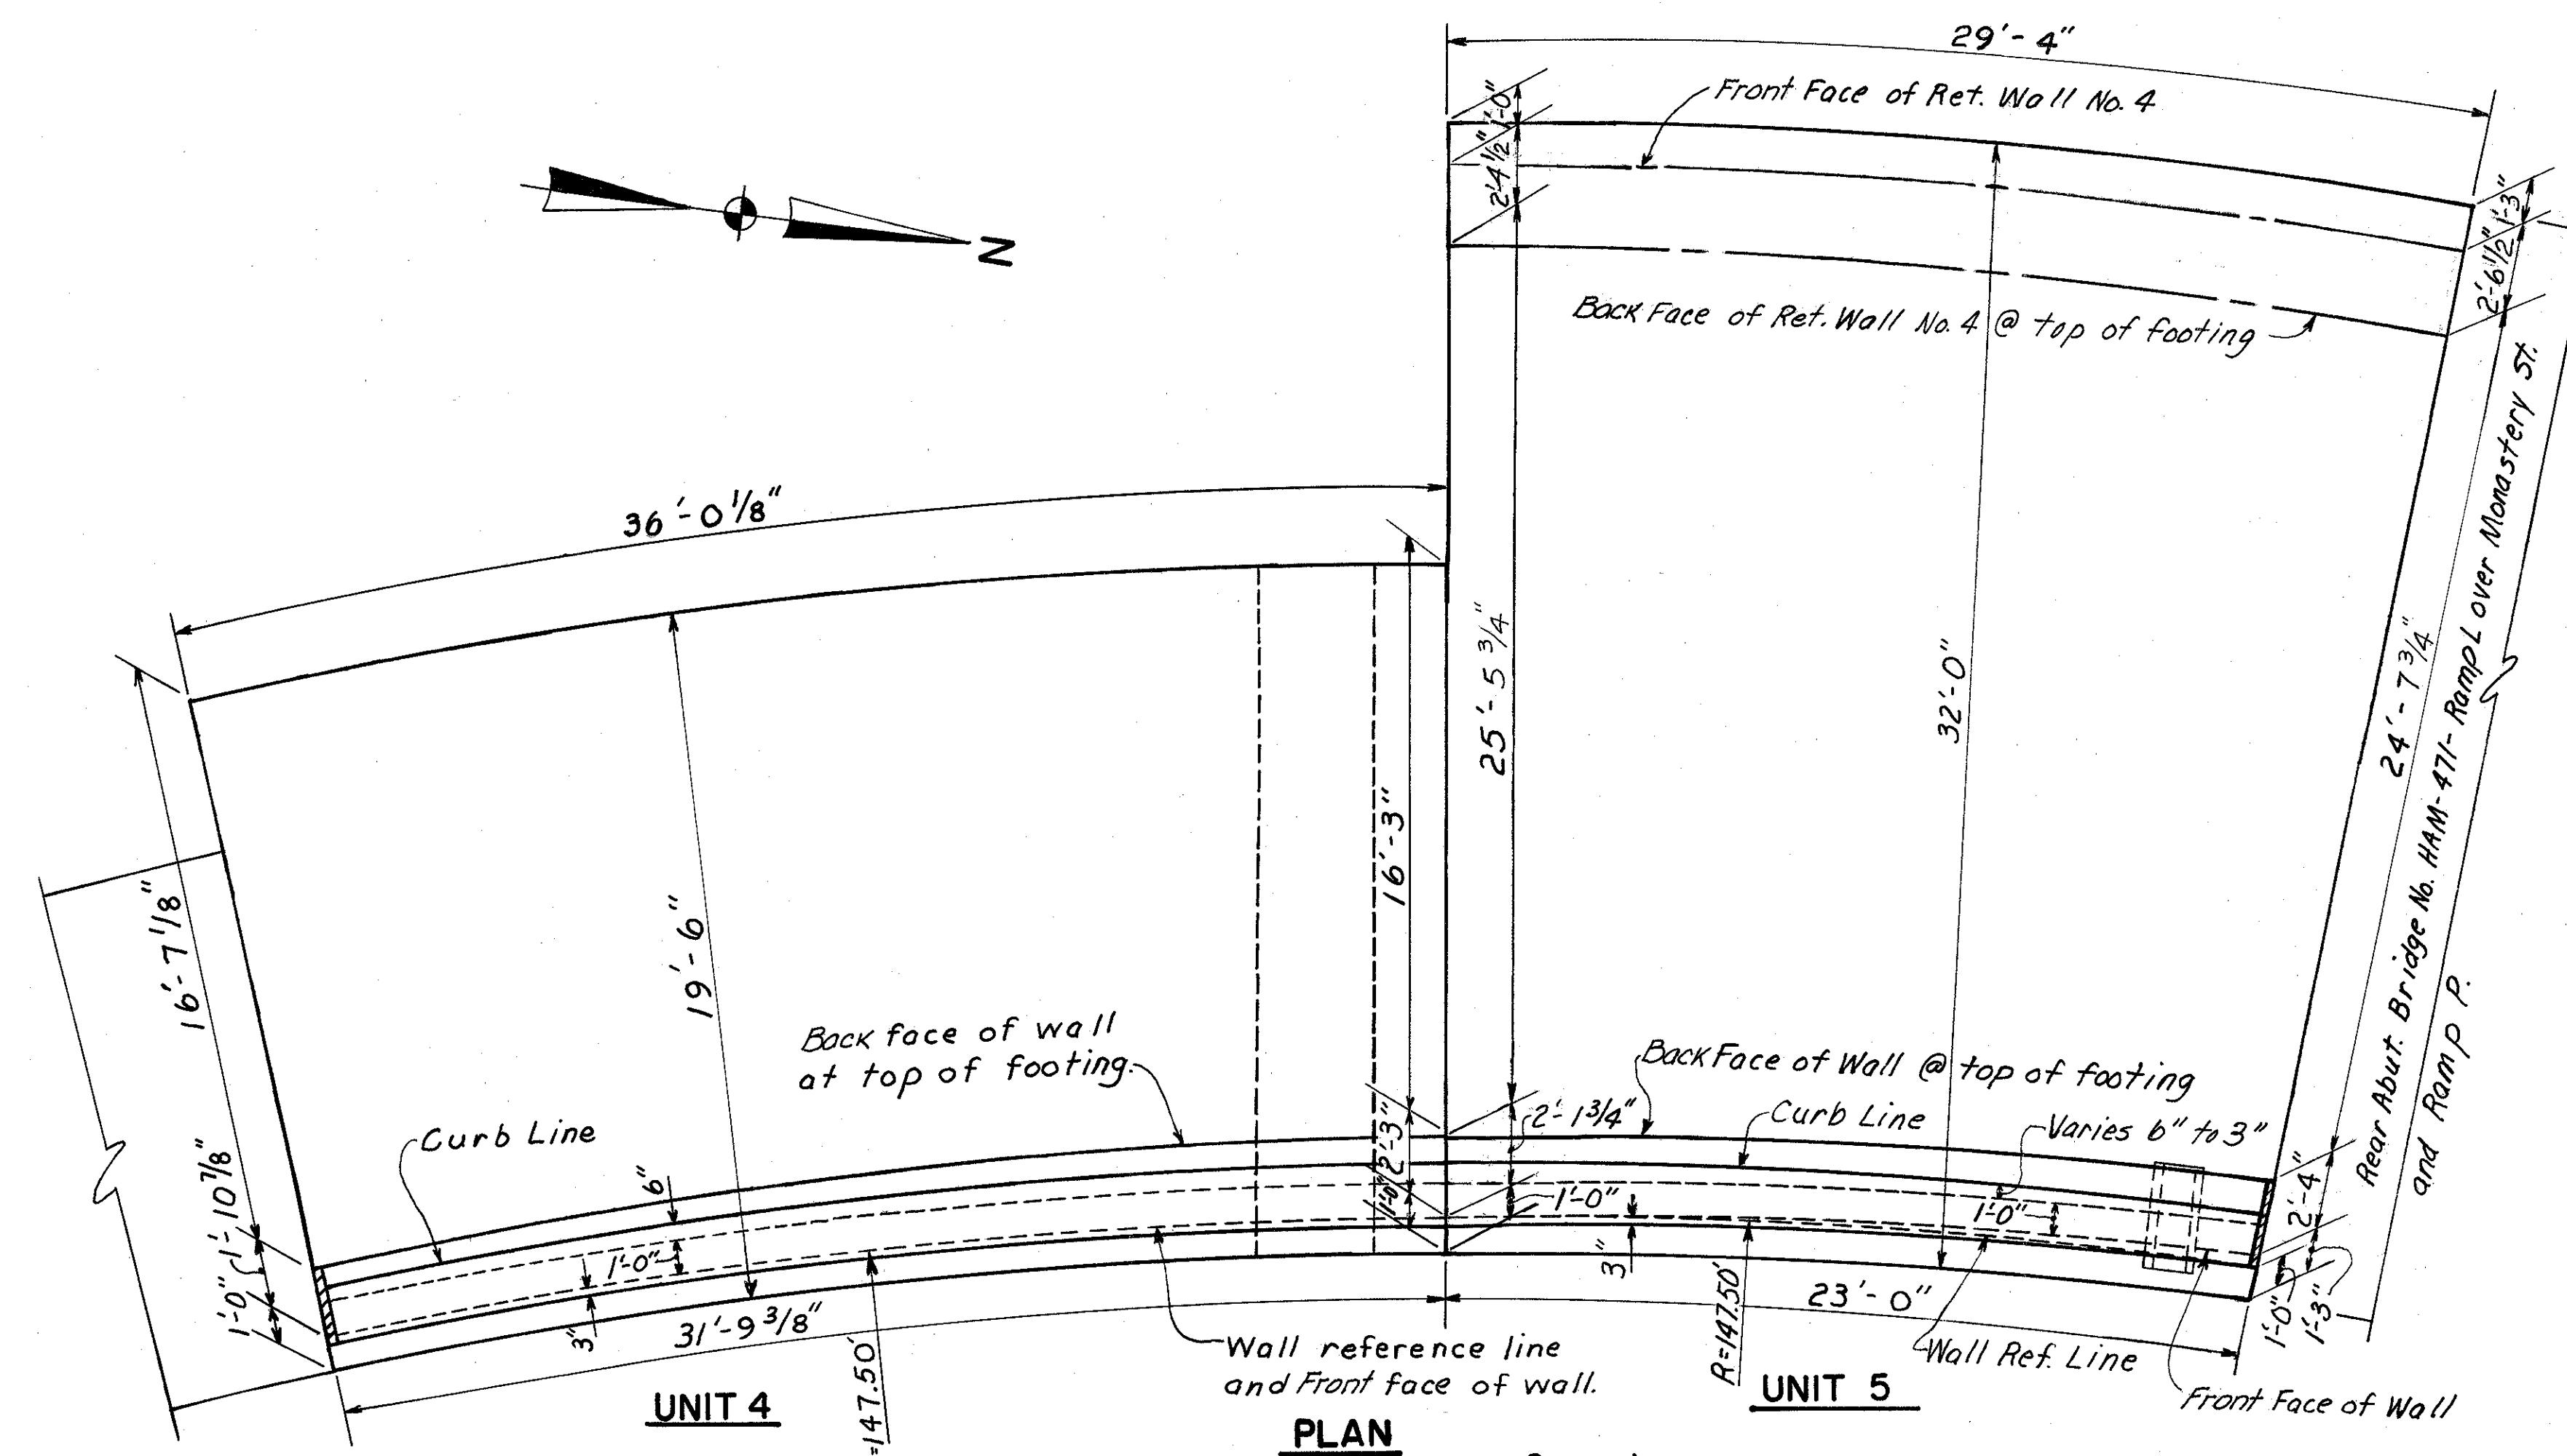 29'-4"
Front Face of Ret. Wall No. 4
1'-0"
2'4 1/2"
1'-3"
2'-6 1/2"
N
Back Face of Ret. Wall No. 4 @ top of footing
36'-0 1/8"
25'-5 3/4"
32'-0"
24'-7 3/4"
Rear Abut. Bridge No. HAM-471-Ramp L over Monastery St.
and Ramp P.
16'-3"
16'-7 1/8"
19'-6"
Back face of wall
at top of footing.
Back Face of Wall @ top of footing
Curb Line
2'-1 3/4"
Curb Line
Varies 6" to 3"
2'-3"
1'-0"
1'-10 7/8"
1'-0"
6"
1'-0"
3"
1'-0"
3"
1'-0"
2'-4"
1'-0"
1'-3"
31'-9 3/8"
23'-0"
=147.50'
R=147.50'
Wall reference line
and Front face of wall.
Wall Ref. Line
Front Face of Wall
UNIT 4
UNIT 5
PLAN